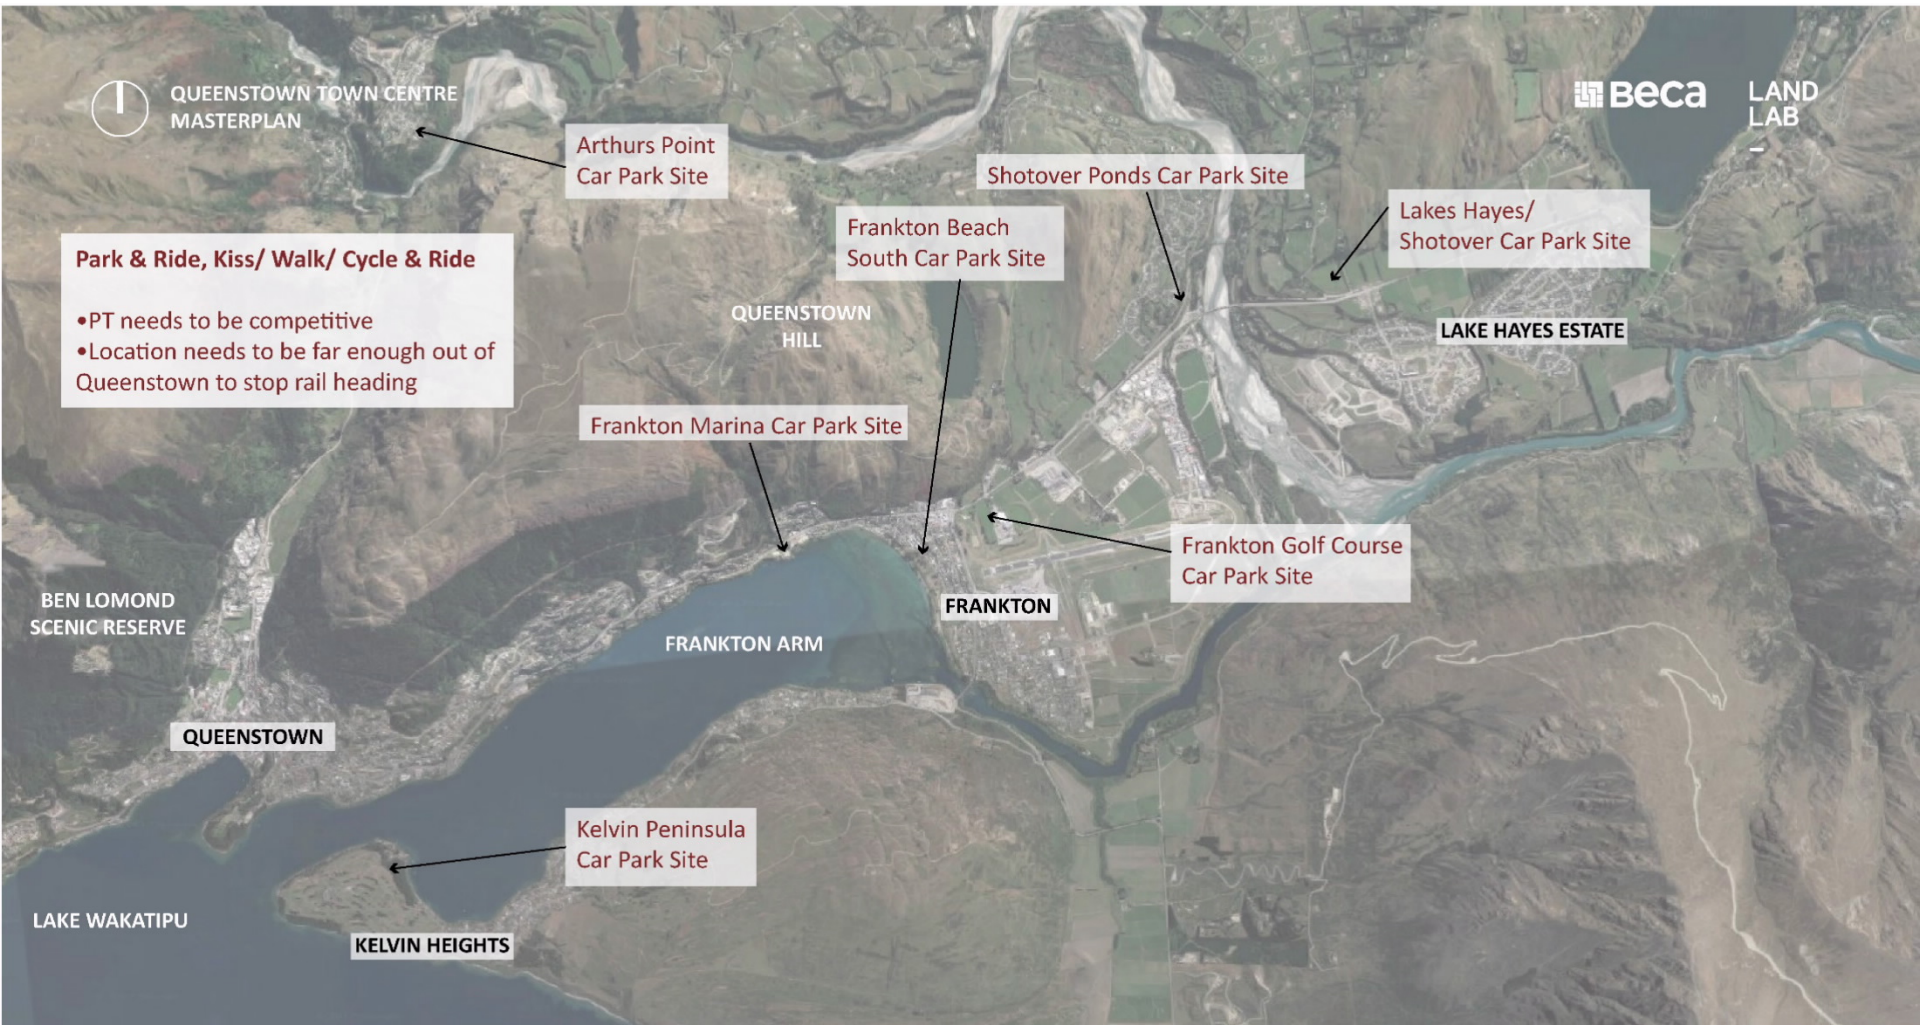 QUEENSTOWN TOWN CENTRE
MASTERPLAN
Beca
LAND
LAB
Arthurs Point
Car Park Site
Shotover Ponds Car Park Site
Lakes Hayes/
Shotover Car Park Site
Frankton Beach
South Car Park Site
Park & Ride, Kiss/ Walk/ Cycle & Ride
•PT needs to be competitive
•Location needs to be far enough out of
Queenstown to stop rail heading
QUEENSTOWN
HILL
LAKE HAYES ESTATE
Frankton Marina Car Park Site
Frankton Golf Course
Car Park Site
BEN LOMOND
SCENIC RESERVE
FRANKTON
FRANKTON ARM
QUEENSTOWN
Kelvin Peninsula
Car Park Site
LAKE WAKATIPU
KELVIN HEIGHTS